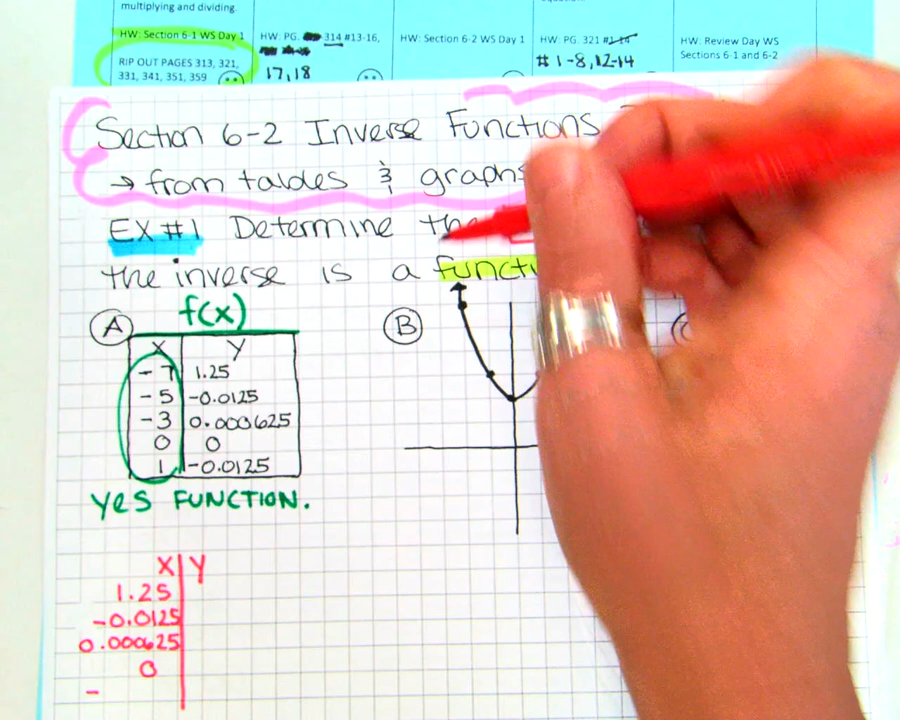 multiplying and dividing.
HW: Section 6-1 WS Day 1
RIP OUT PAGES 313, 321,
331, 341, 351, 359
HW: PG. 314 #13-16,
17,18
HW: Section 6-2 WS Day 1
HW: PG. 321 #1-14
#1-8,12-14
HW: Review Day WS
Sections 6-1 and 6-2
Section 6-2 Inverse Functions
→ from tables & graphs
EX #1 Determine the
the inverse is a functi
A
f(x)
X Y
-7 1.25
-5 -0.0125
-3 0.000625
0 0
1 -0.0125
YES FUNCTION.
B
X Y
1.25
-0.0125
0.000625
0
-